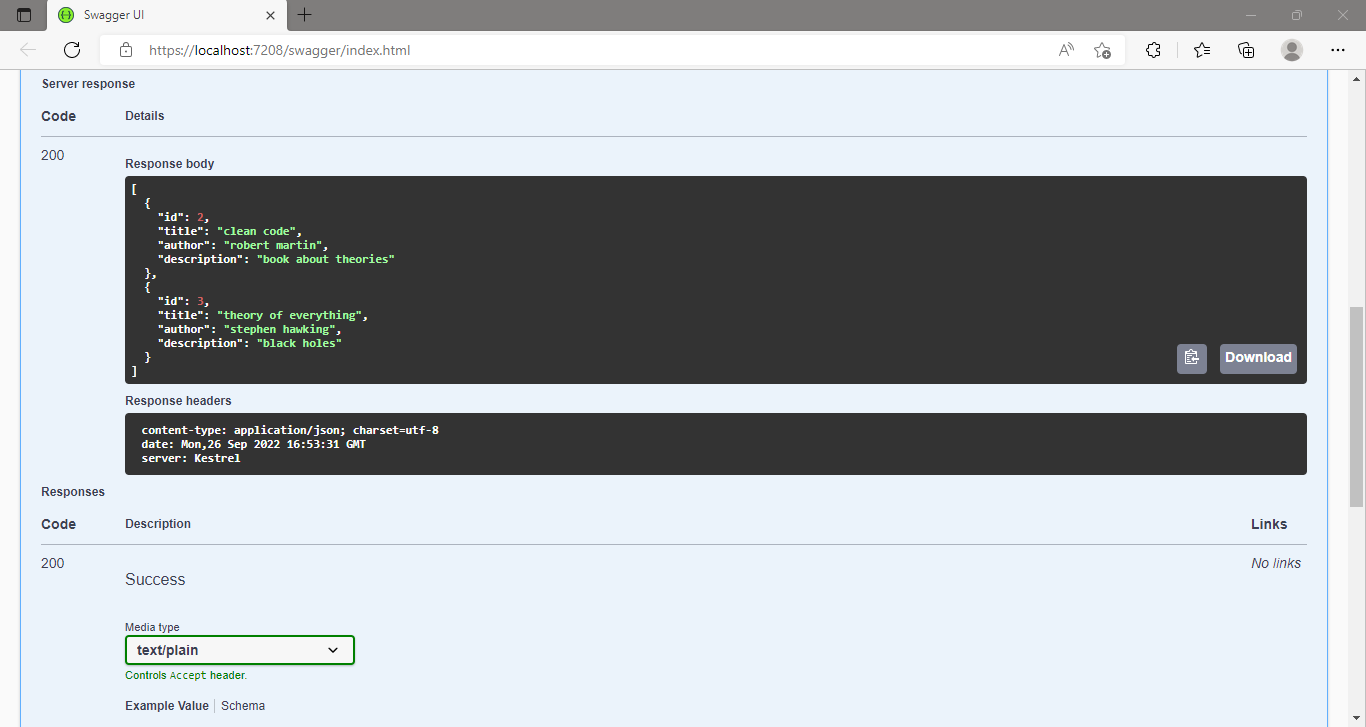 Swagger UI
https://localhost:7208/swagger/index.html
Server response
Code Details
200
Response body
[
  {
    "id": 2,
    "title": "clean code",
    "author": "robert martin",
    "description": "book about theories"
  },
  {
    "id": 3,
    "title": "theory of everything",
    "author": "stephen hawking",
    "description": "black holes"
  }
]
Download
Response headers
content-type: application/json; charset=utf-8
date: Mon,26 Sep 2022 16:53:31 GMT
server: Kestrel
Responses
Code Description Links
200 No links
Success
Media type
text/plain
Controls Accept header.
Example Value Schema